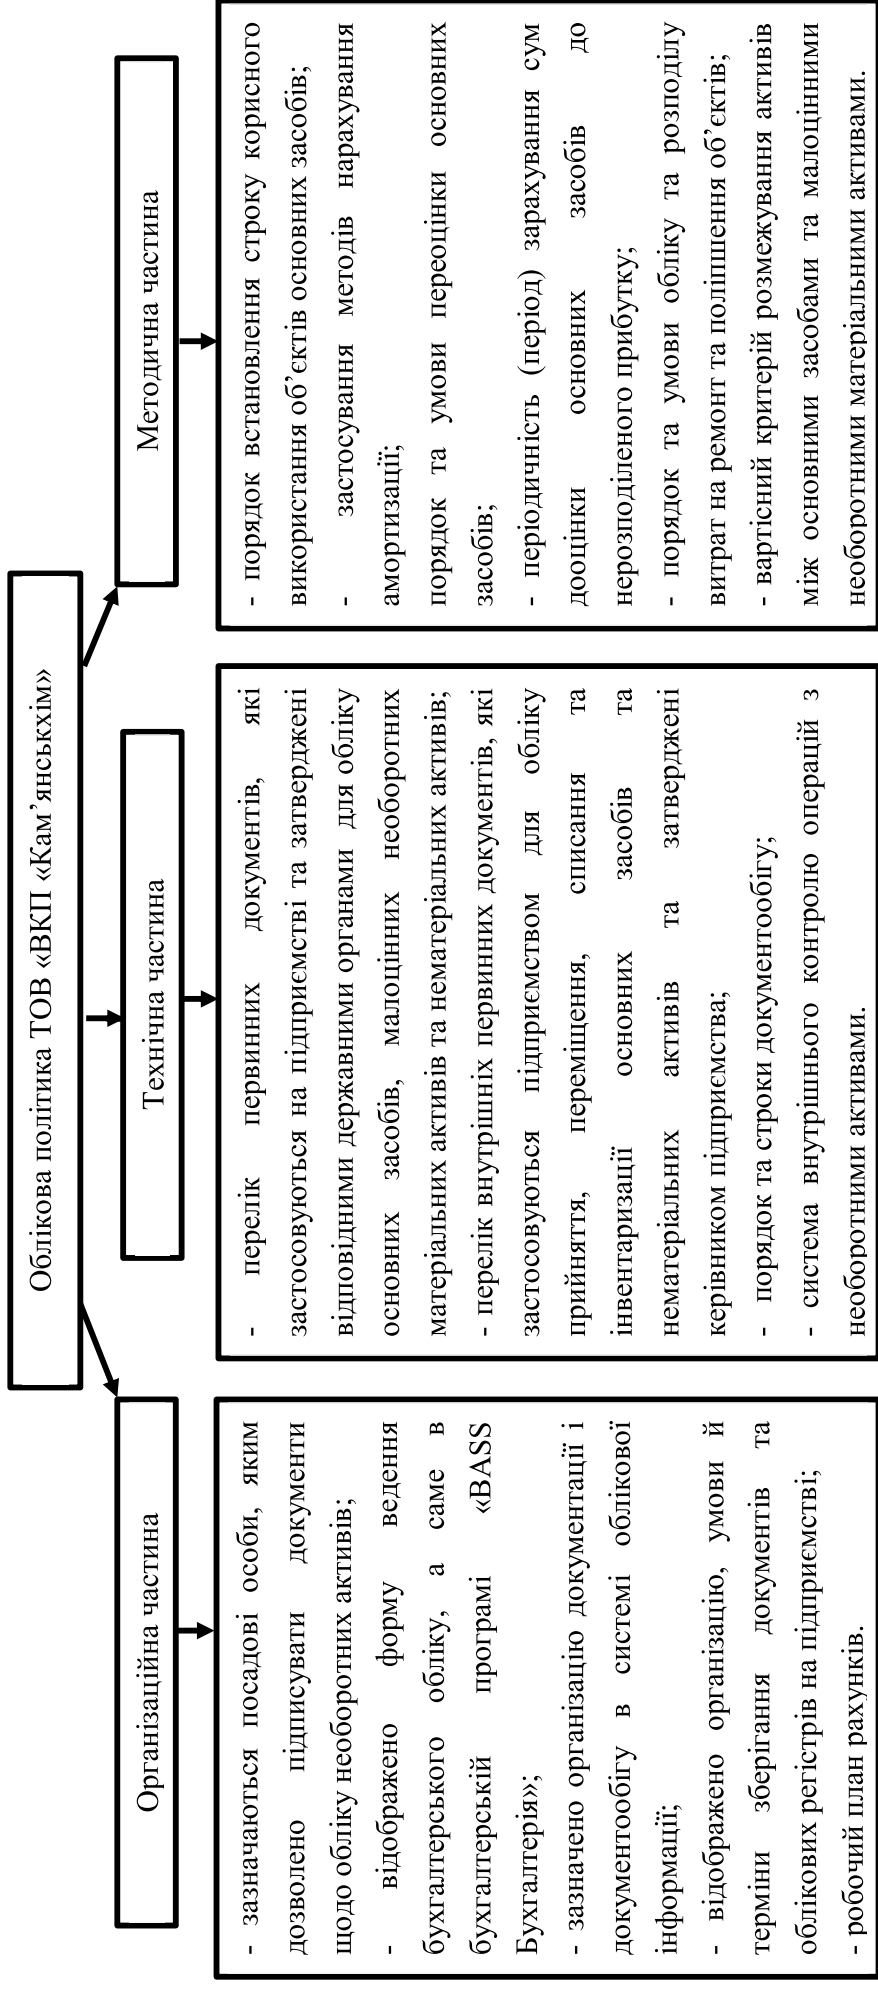 Облікова політика ТОВ «ВКП «Кам’янськхім»
Організаційна частина
- зазначаються посадові особи, яким
дозволено підписувати документи
щодо обліку необоротних активів;
- відображено форму ведення
бухгалтерського обліку, а саме в
бухгалтерській програмі «BASS
Бухгалтерія»;
- зазначено організацію документації і
документообігу в системі облікової
інформації;
- відображено організацію, умови й
терміни зберігання документів та
облікових регістрів на підприємстві;
- робочий план рахунків.
Технічна частина
- перелік первинних документів, які
застосовуються на підприємстві та затверджені
відповідними державними органами для обліку
основних засобів, малоцінних необоротних
матеріальних активів та нематеріальних активів;
- перелік внутрішніх первинних документів, які
застосовуються підприємством для обліку
прийняття, переміщення, списання та
інвентаризації основних засобів та
нематеріальних активів та затверджені
керівником підприємства;
- порядок та строки документообігу;
- система внутрішнього контролю операцій з
необоротними активами.
Методична частина
- порядок встановлення строку корисного
використання об’єктів основних засобів;
- застосування методів нарахування
амортизації;
порядок та умови переоцінки основних
засобів;
- періодичність (період) зарахування сум
дооцінки основних засобів до
нерозподіленого прибутку;
- порядок та умови обліку та розподілу
витрат на ремонт та поліпшення об’єктів;
- вартісний критерій розмежування активів
між основними засобами та малоцінними
необоротними матеріальними активами.